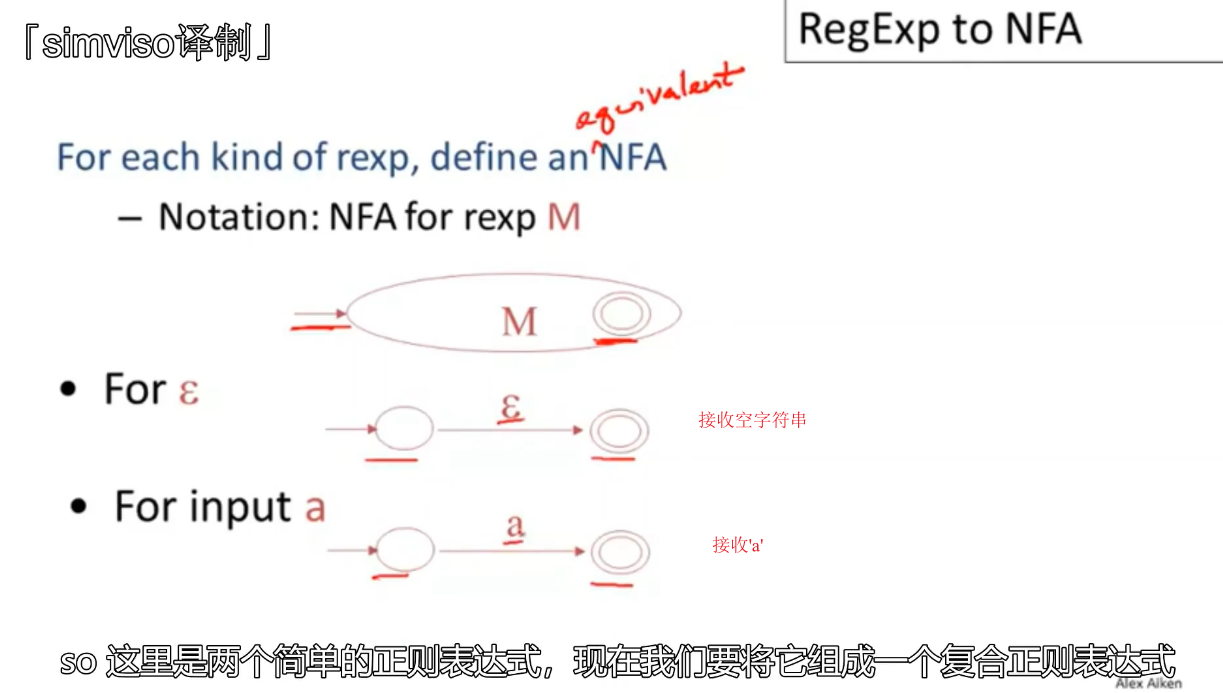 「simviso译制」
RegExp to NFA
equivalent
For each kind of rexp, define an ^ NFA
– Notation: NFA for rexp M
M
• For ε
ε
接收空字符串
• For input a
a
接收'a'
so 这里是两个简单的正则表达式，现在我们要将它组成一个复合正则表达式
Alex Aiken